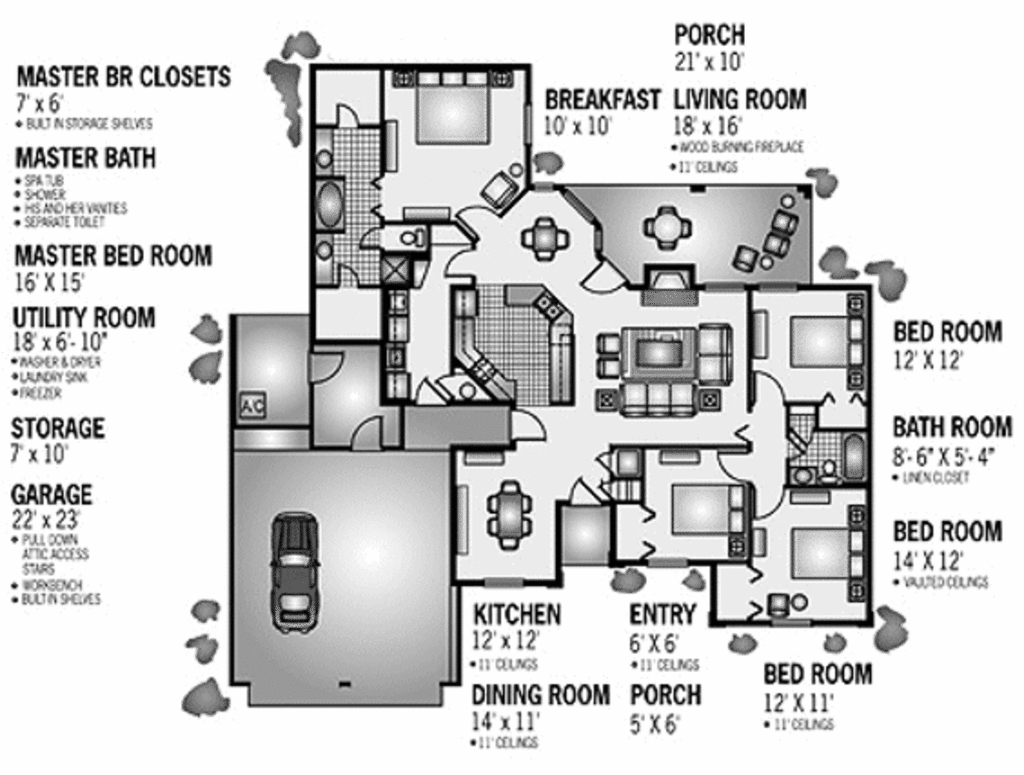 MASTER BR CLOSETS
7' x 6'
• BUILT IN STORAGE SHELVES
MASTER BATH
• SPA TUB
• SHOWER
• HIS AND HER VANITIES
• SEPARATE TOILET
MASTER BED ROOM
16' X 15'
UTILITY ROOM
18' x 6'- 10"
• WASHER & DRYER
• LAUNDRY SINK
• FREEZER
STORAGE
7' x 10'
GARAGE
22' x 23'
• PULL DOWN
ATTIC ACCESS
STAIRS
• WORKBENCH
• BUILT-IN SHELVES
A/C
BREAKFAST
10' x 10'
PORCH
21' x 10'
LIVING ROOM
18' x 16'
• WOOD BURNING FIREPLACE
• 11' CEILINGS
BED ROOM
12' X 12'
BATH ROOM
8'- 6" X 5'- 4"
• LINEN CLOSET
BED ROOM
14' X 12'
• VAULTED CEILINGS
KITCHEN
12' x 12'
• 11' CEILINGS
DINING ROOM
14' x 11'
• 11' CEILINGS
ENTRY
6' X 6'
• 11' CEILINGS
PORCH
5' X 6'
BED ROOM
12' X 11'
• 11' CEILINGS